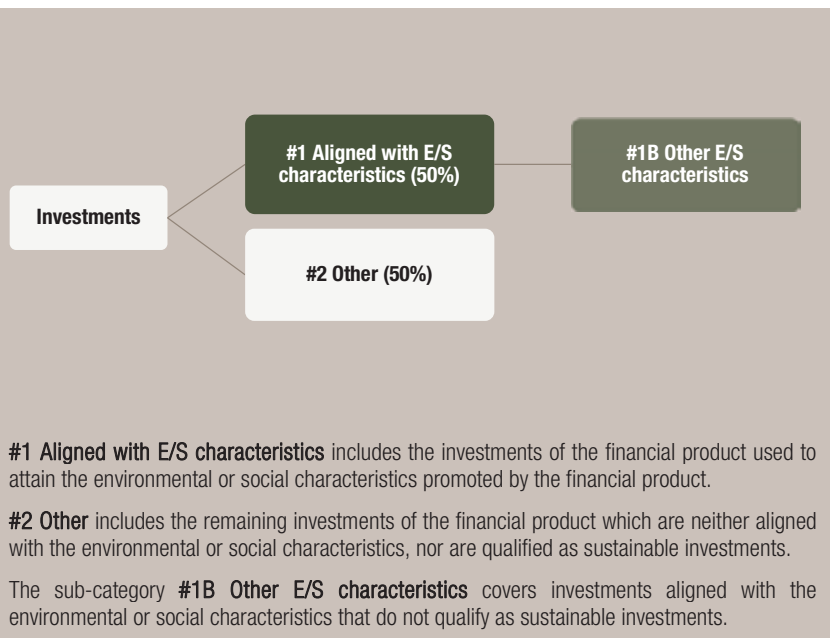 #1 Aligned with E/S
characteristics (50%)
#1B Other E/S
characteristics
Investments
#2 Other (50%)
#1 Aligned with E/S characteristics includes the investments of the financial product used to
attain the environmental or social characteristics promoted by the financial product.
#2 Other includes the remaining investments of the financial product which are neither aligned
with the environmental or social characteristics, nor are qualified as sustainable investments.
The sub-category #1B Other E/S characteristics covers investments aligned with the
environmental or social characteristics that do not qualify as sustainable investments.